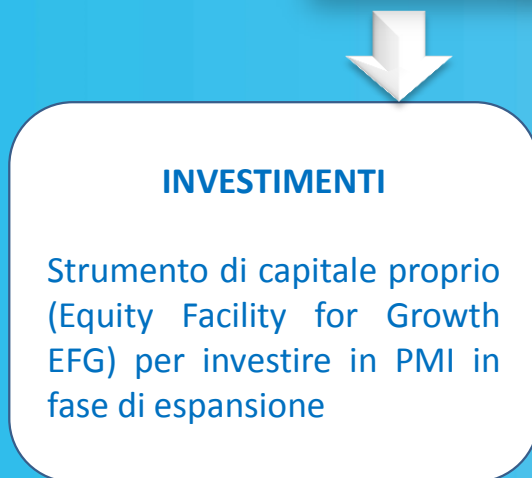 INVESTIMENTI
Strumento di capitale proprio
(Equity Facility for Growth
EFG) per investire in PMI in
fase di espansione